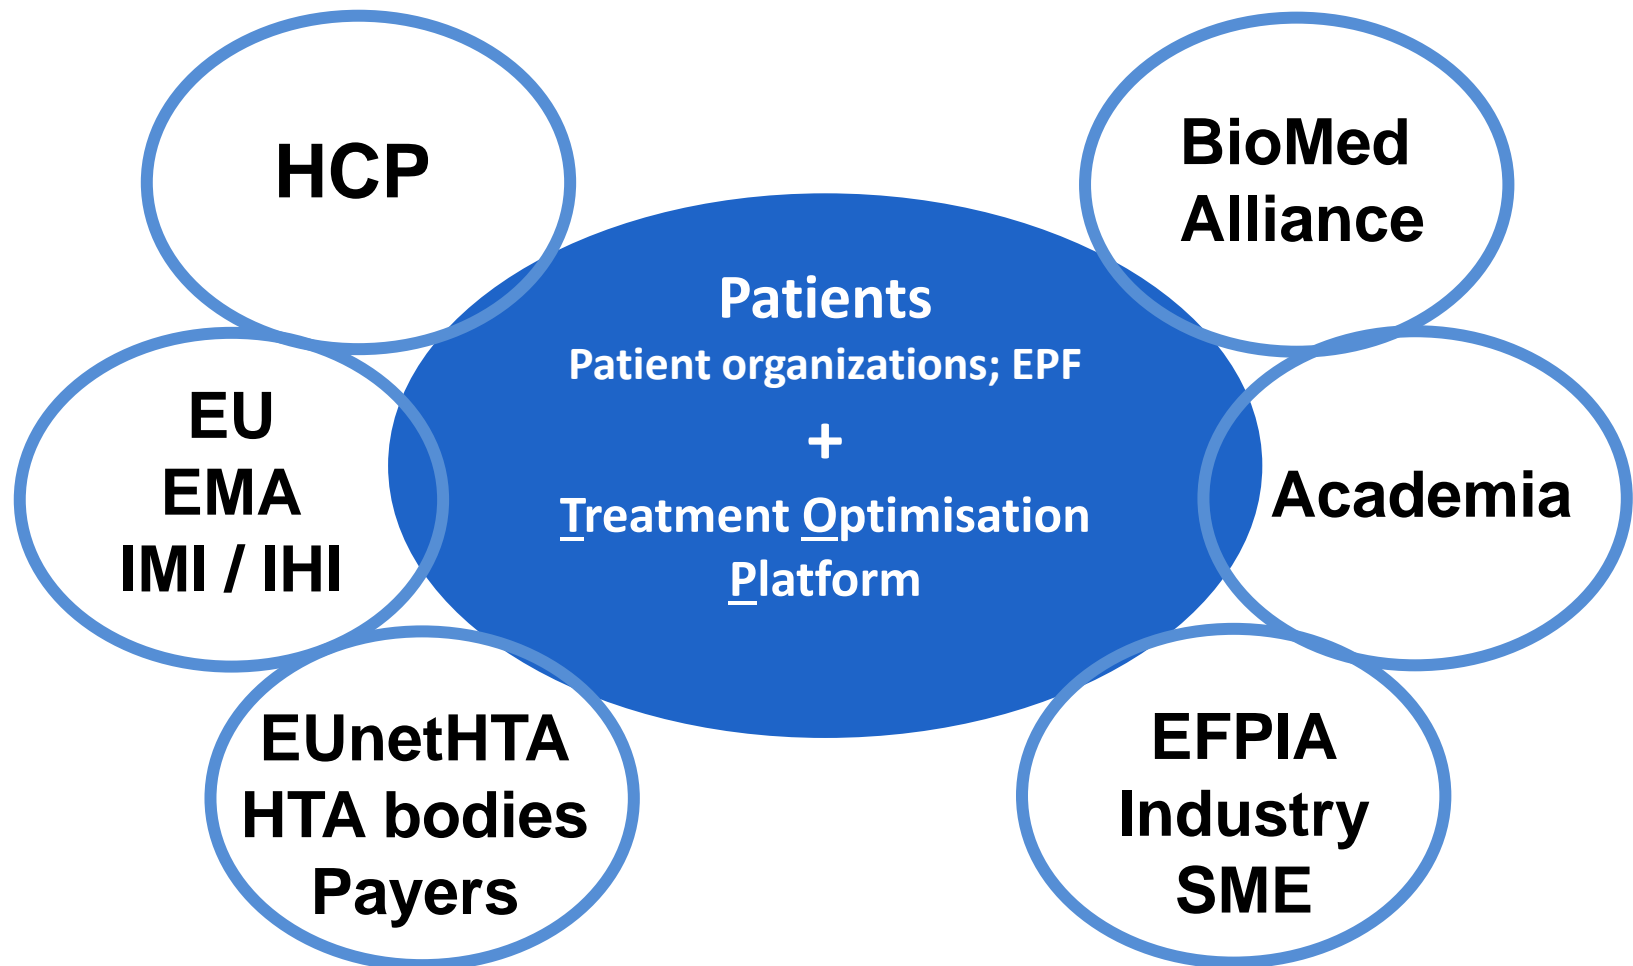 HCP
BioMed
Alliance
Patients
Patient organizations; EPF
+
Treatment Optimisation
Platform
EU
EMA
IMI / IHI
Academia
EUnetHTA
HTA bodies
Payers
EFPIA
Industry
SME